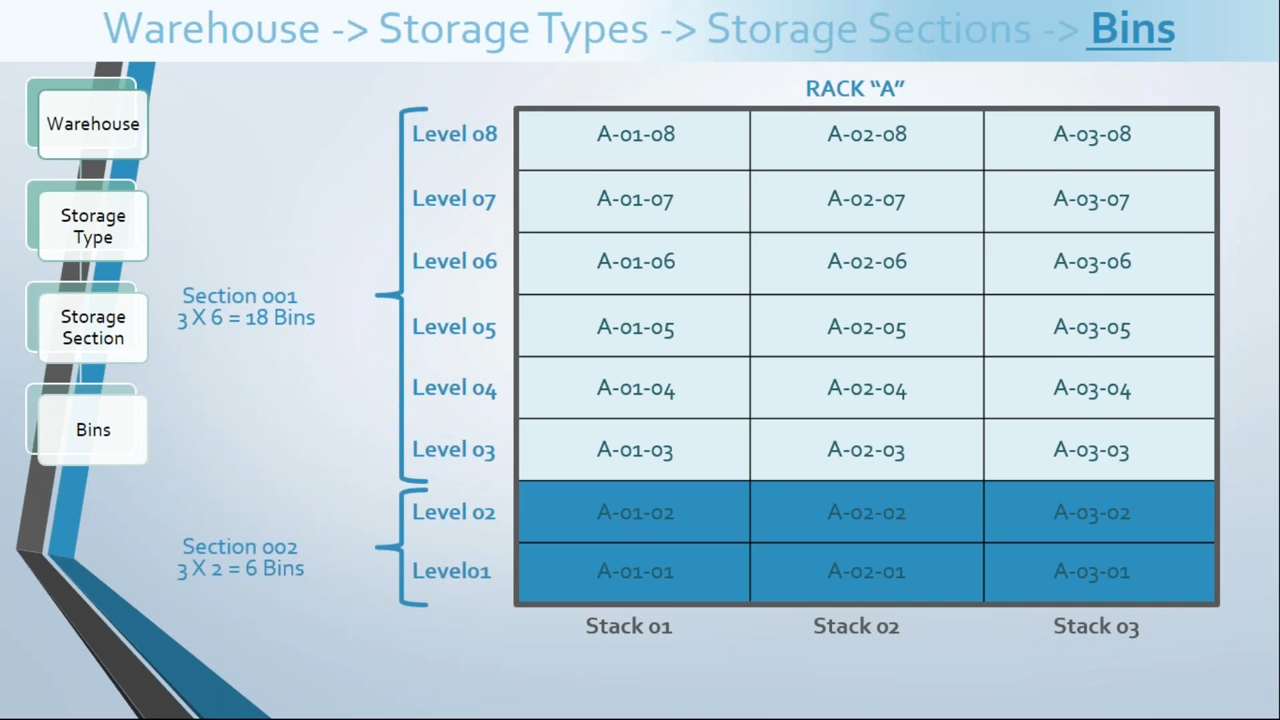 Warehouse -> Storage Types -> Storage Sections -> Bins
Warehouse
Storage
Type
Storage
Section
Bins
Section 001
3 X 6 = 18 Bins
Section 002
3 X 2 = 6 Bins
RACK “A”
Level 08 A-01-08 A-02-08 A-03-08
Level 07 A-01-07 A-02-07 A-03-07
Level 06 A-01-06 A-02-06 A-03-06
Level 05 A-01-05 A-02-05 A-03-05
Level 04 A-01-04 A-02-04 A-03-04
Level 03 A-01-03 A-02-03 A-03-03
Level 02 A-01-02 A-02-02 A-03-02
Level01 A-01-01 A-02-01 A-03-01
Stack 01 Stack 02 Stack 03